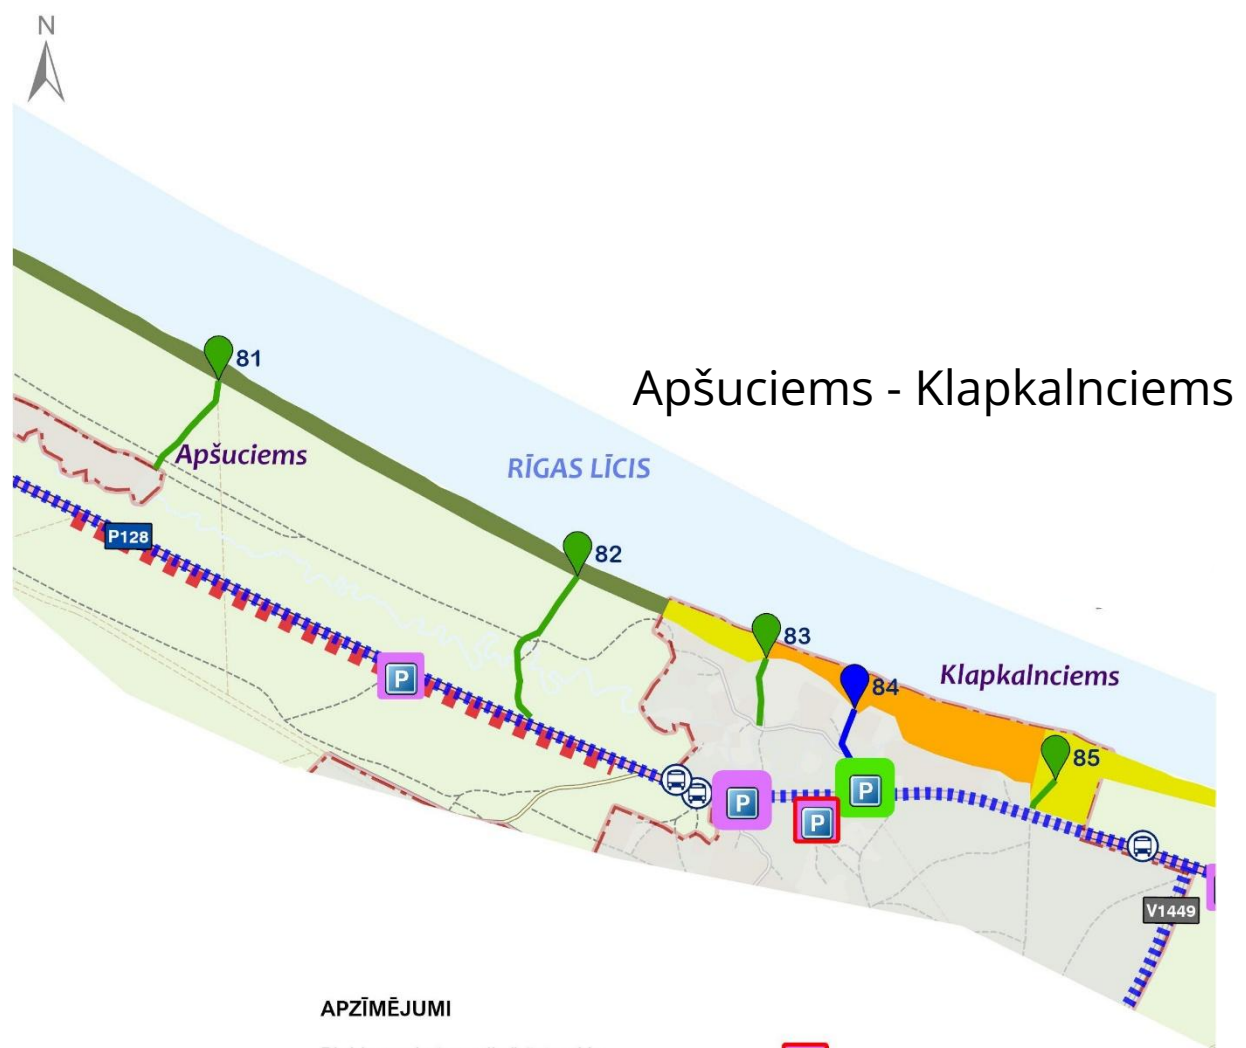 N
81
Apšuciems - Klapkalnciems
Apšuciems
RĪGAS LĪCIS
P128
82
83
Klapkalnciems
84
P
85
P
P
P
V1449
APZĪMĒJUMI